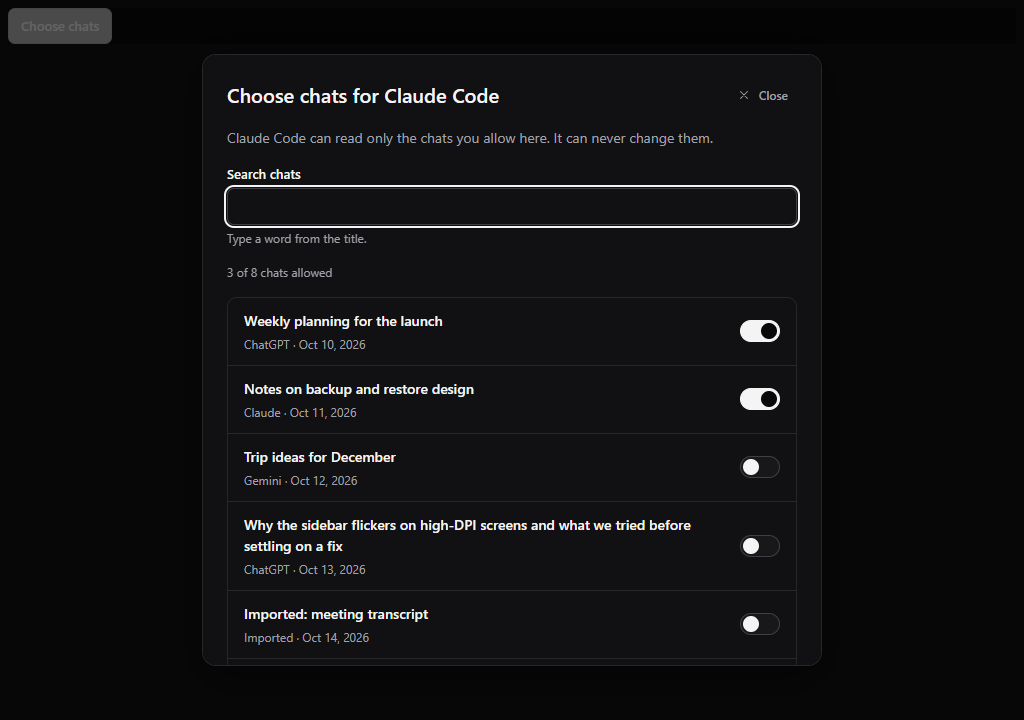 Choose chats
Choose chats for Claude Code
Close
Claude Code can read only the chats you allow here. It can never change them.
Search chats
Type a word from the title.
3 of 8 chats allowed
Weekly planning for the launch
ChatGPT · Oct 10, 2026
Notes on backup and restore design
Claude · Oct 11, 2026
Trip ideas for December
Gemini · Oct 12, 2026
Why the sidebar flickers on high-DPI screens and what we tried before
settling on a fix
ChatGPT · Oct 13, 2026
Imported: meeting transcript
Imported · Oct 14, 2026